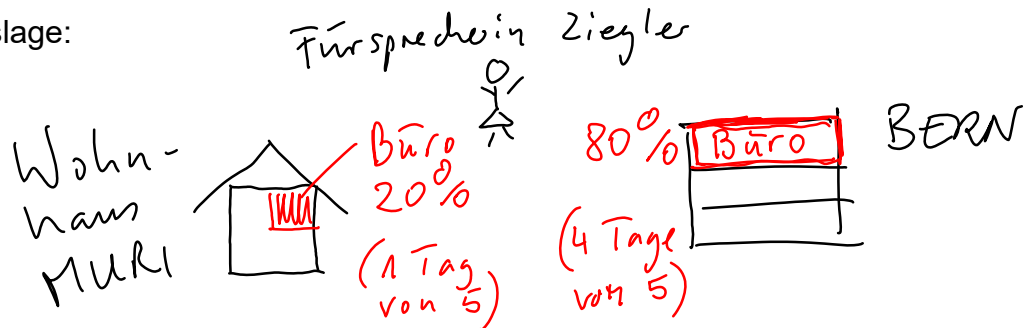 slage:
Fürsprecherin Ziegler
Wohn-
haus
MURI
Büro
20%
(1 Tag
von 5)
80%
Büro
(4 Tage
von 5)
BERN